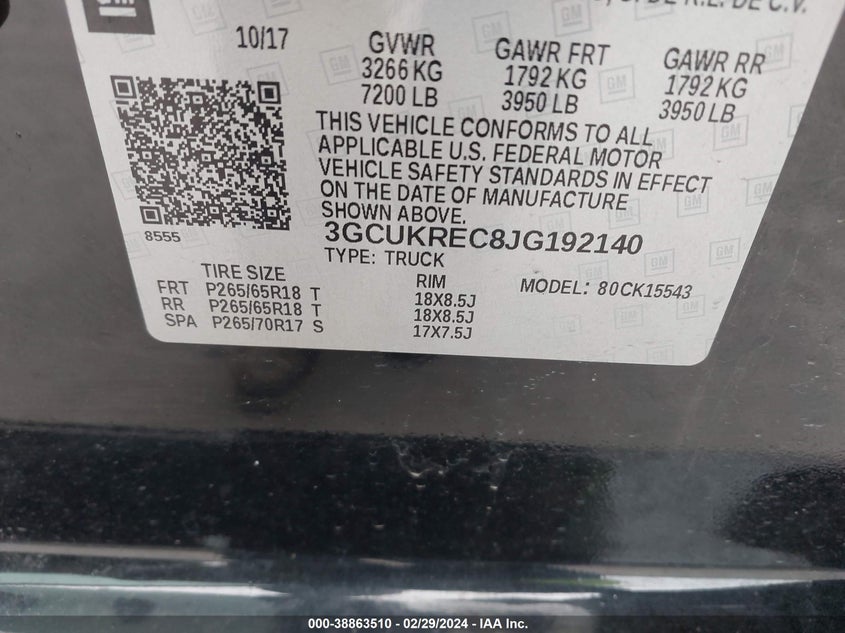 GM
S. DE R.L. DE C.V.
10/17
GVWR
3266 KG
7200 LB
GAWR FRT
1792 KG
3950 LB
GAWR RR
1792 KG
3950 LB
THIS VEHICLE CONFORMS TO ALL
APPLICABLE U.S. FEDERAL MOTOR
VEHICLE SAFETY STANDARDS IN EFFECT
ON THE DATE OF MANUFACTURE
SHOWN ABOVE.
8555
3GCUKREC8JG192140
TYPE: TRUCK
TIRE SIZE RIM MODEL: 80CK15543
FRT P265/65R18 T 18X8.5J
RR P265/65R18 T 18X8.5J
SPA P265/70R17 S 17X7.5J
000-38863510 - 02/29/2024 - IAA Inc.